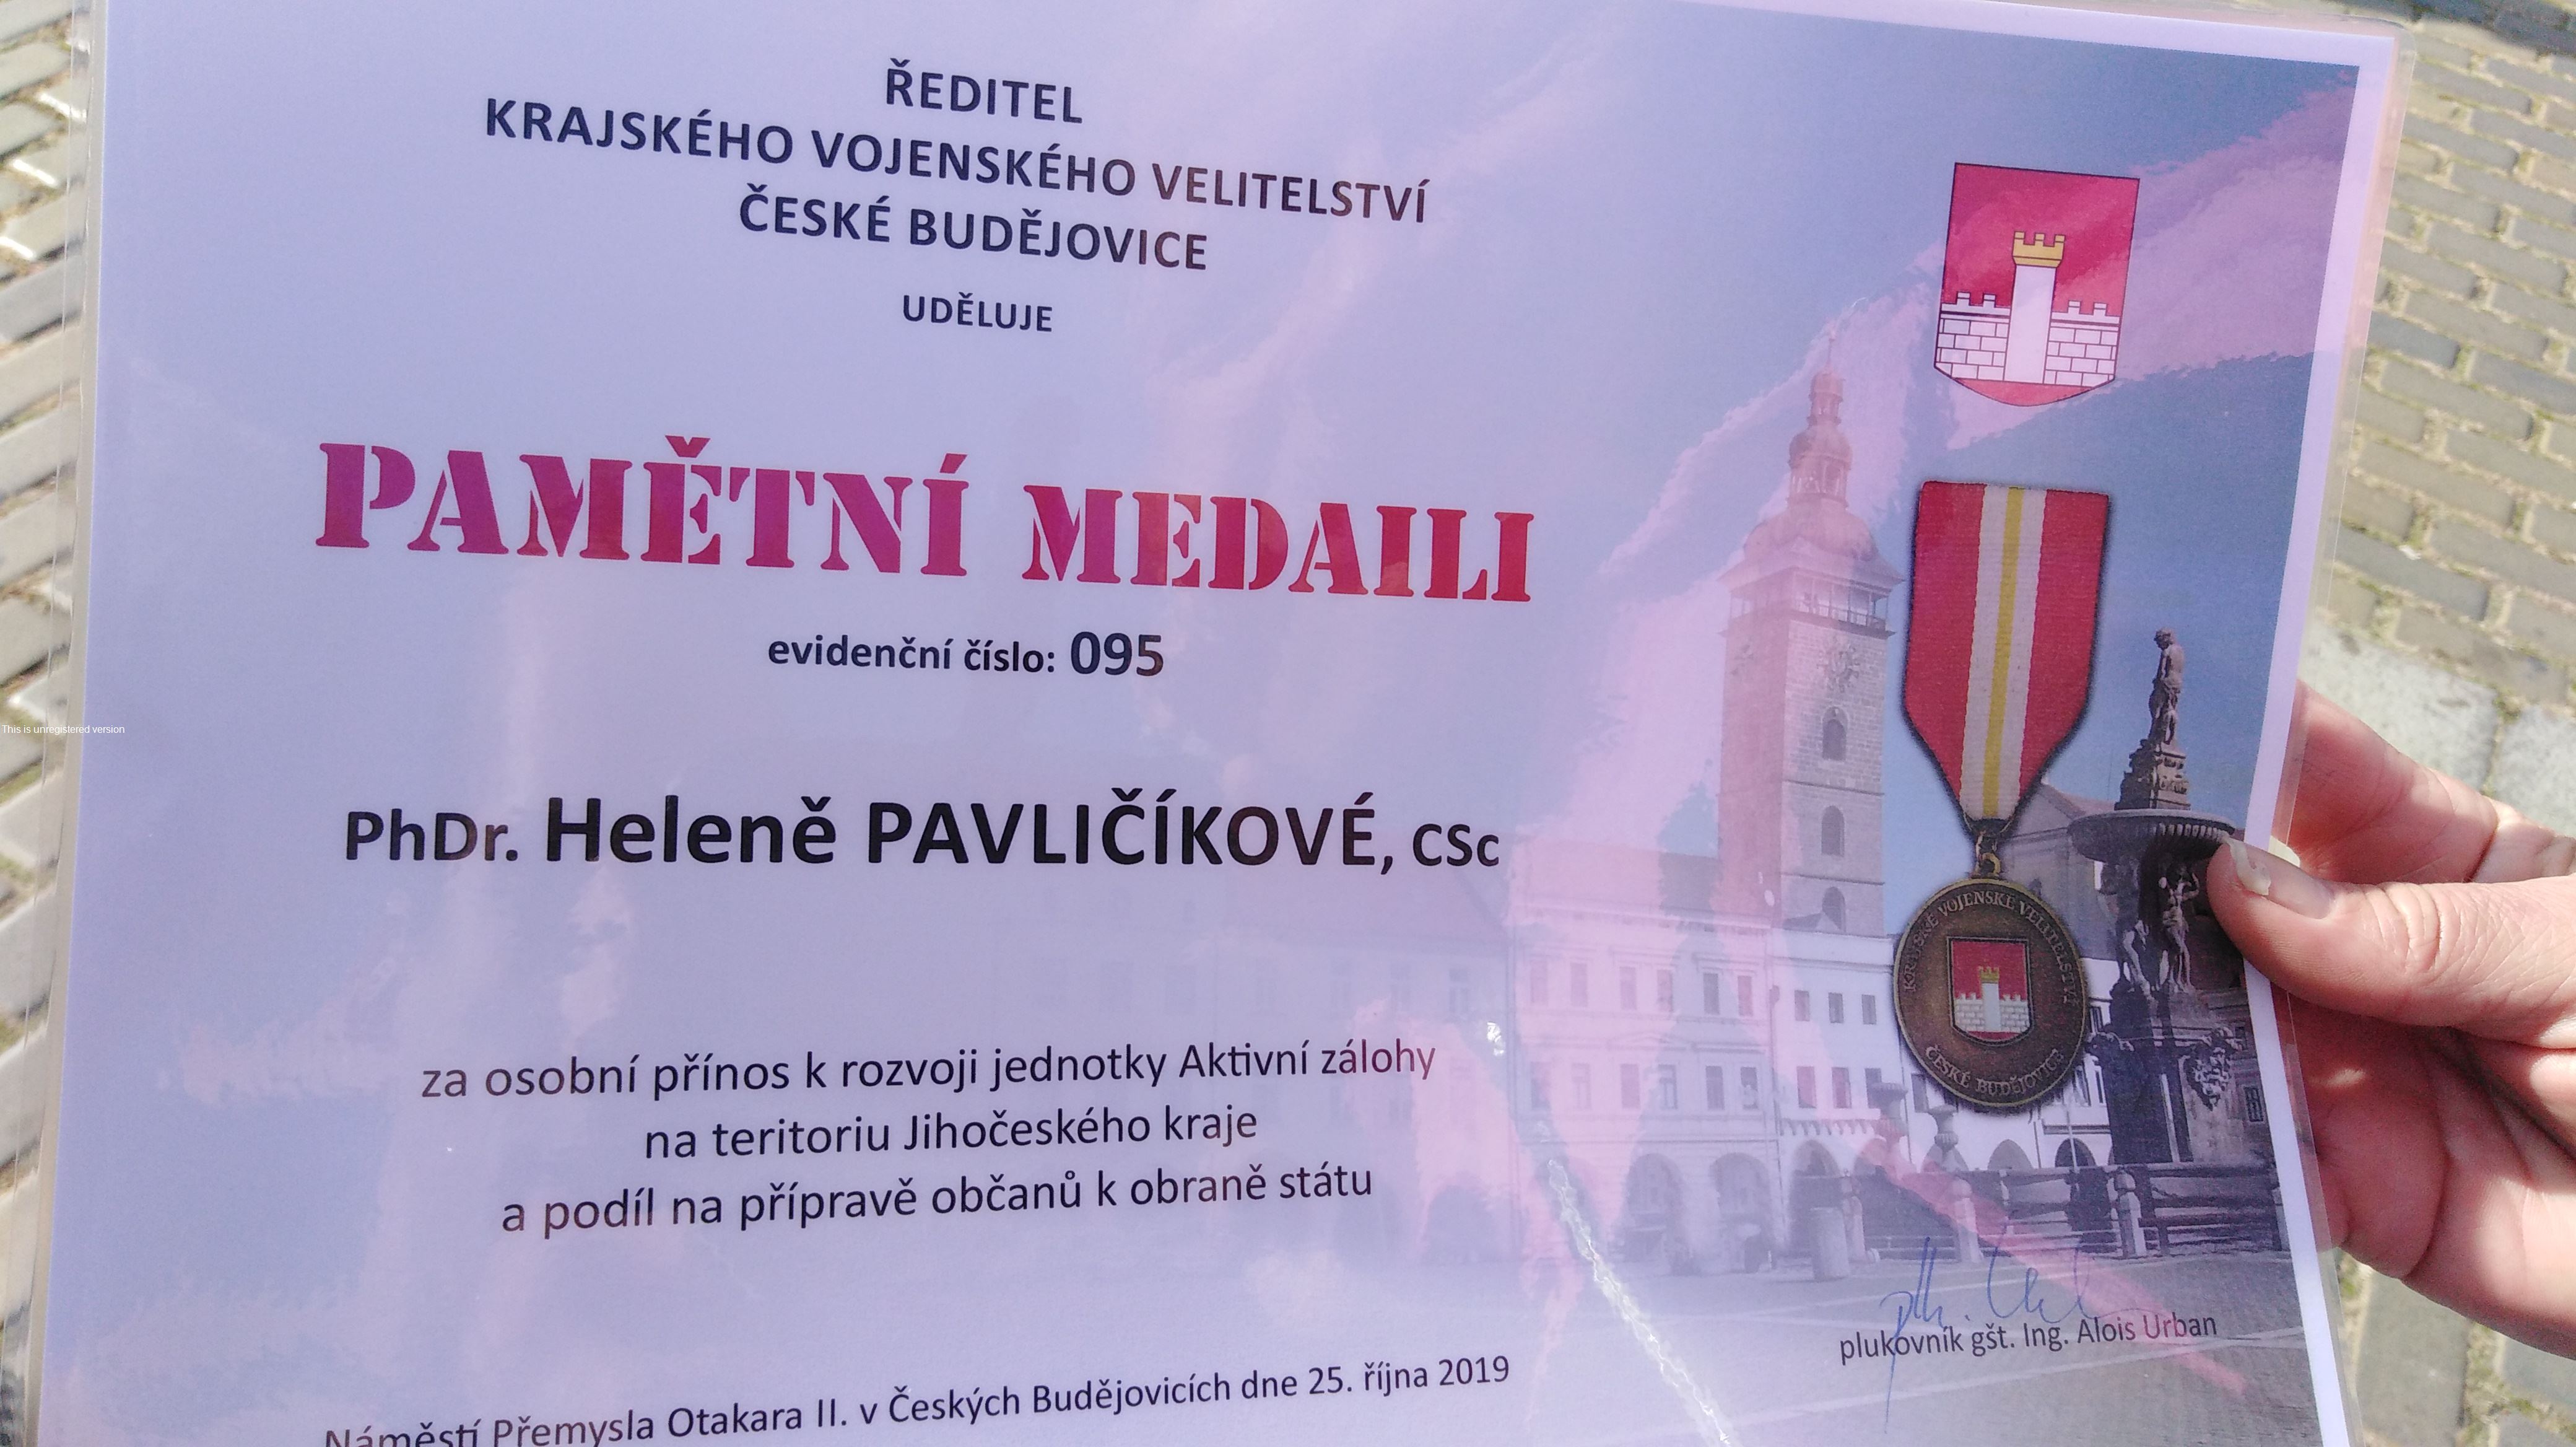 ŘEDITEL
KRAJSKÉHO VOJENSKÉHO VELITELSTVÍ
ČESKÉ BUDĚJOVICE
UDĚLUJE
PAMĚTNÍ MEDAILI
evidenční číslo: 095
This is unregistered version
PhDr. Heleně PAVLIČÍKOVÉ, CSc
KRAJSKÉ VOJENSKÉ VELITELSTVÍ
ČESKÉ BUDĚJOVICE
za osobní přínos k rozvoji jednotky Aktivní zálohy
na teritoriu Jihočeského kraje
a podíl na přípravě občanů k obraně státu
plukovník gšt. Ing. Alois Urban
Náměstí Přemysla Otakara II. v Českých Budějovicích dne 25. října 2019